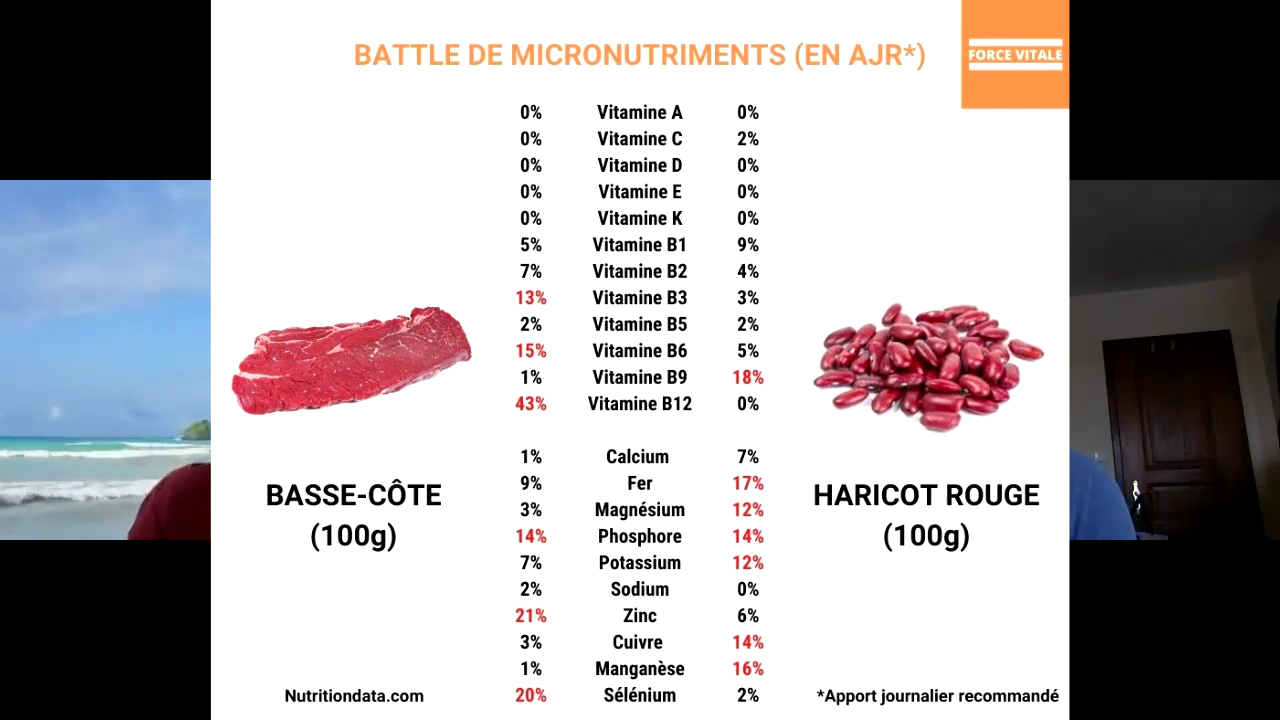 BATTLE DE MICRONUTRIMENTS (EN AJR*)
FORCE VITALE
0% Vitamine A 0%
0% Vitamine C 2%
0% Vitamine D 0%
0% Vitamine E 0%
0% Vitamine K 0%
5% Vitamine B1 9%
7% Vitamine B2 4%
13% Vitamine B3 3%
2% Vitamine B5 2%
15% Vitamine B6 5%
1% Vitamine B9 18%
43% Vitamine B12 0%
1% Calcium 7%
9% Fer 17%
3% Magnésium 12%
14% Phosphore 14%
7% Potassium 12%
2% Sodium 0%
21% Zinc 6%
3% Cuivre 14%
1% Manganèse 16%
20% Sélénium 2%
BASSE-CÔTE
(100g)
HARICOT ROUGE
(100g)
Nutritiondata.com
*Apport journalier recommandé